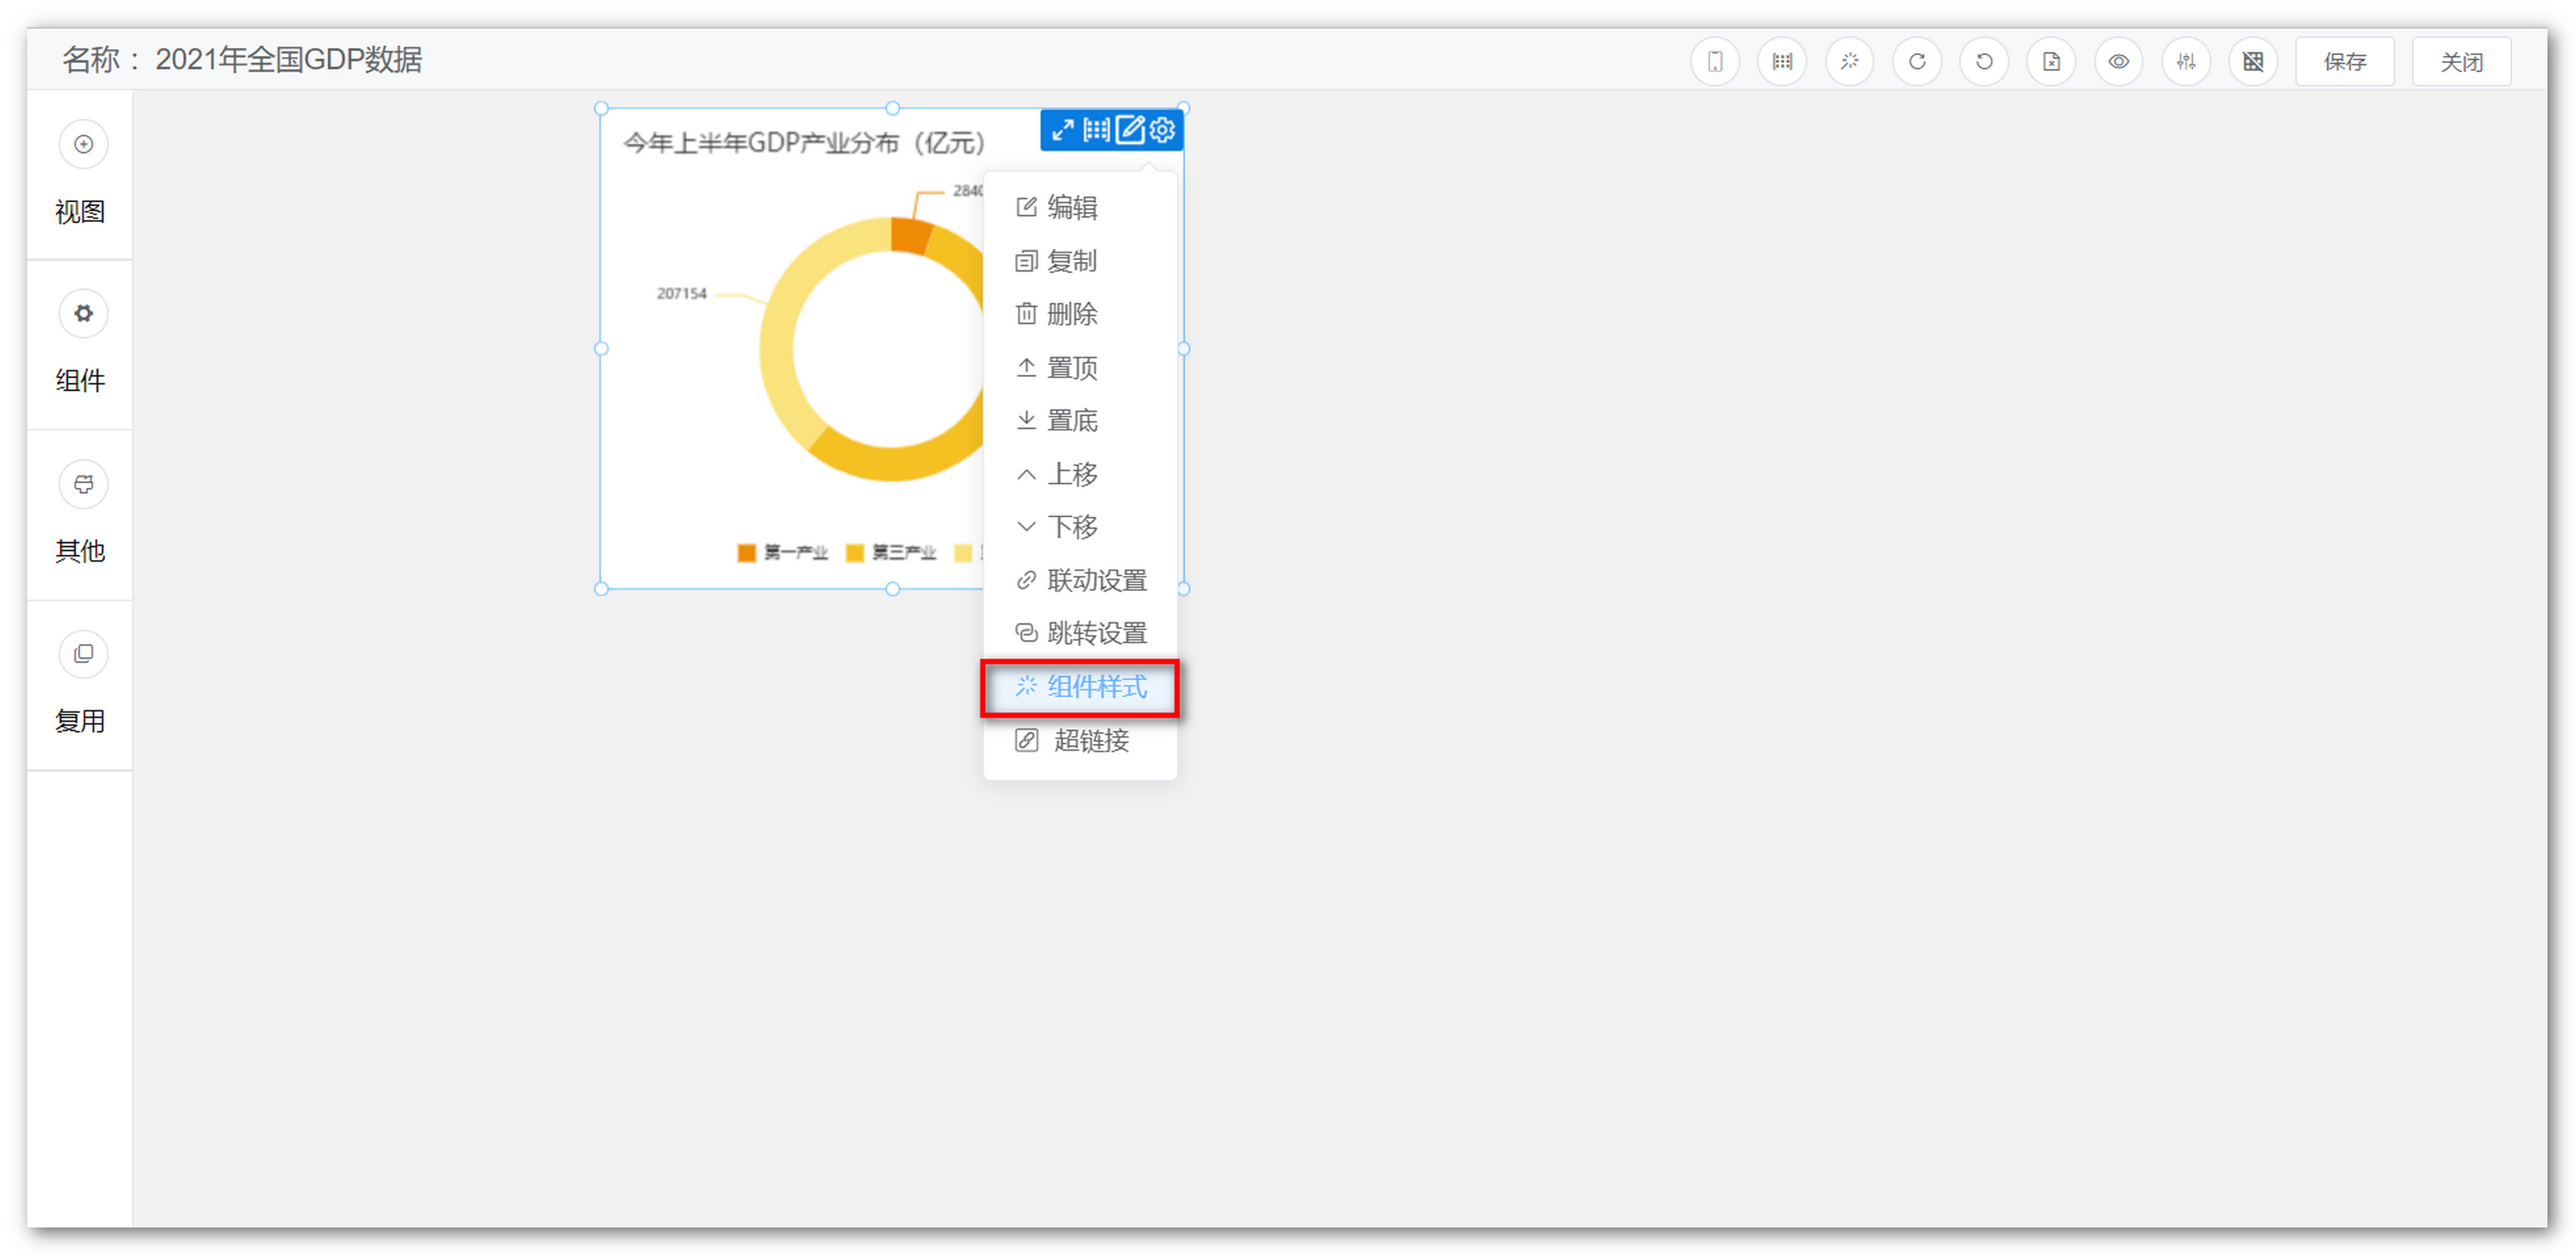 名称： 2021年全国GDP数据
保存
关闭
视图
组件
其他
复用
今年上半年GDP产业分布（亿元）
2840
207154
第一产业
第三产业
编辑
复制
删除
置顶
置底
上移
下移
联动设置
跳转设置
组件样式
超链接